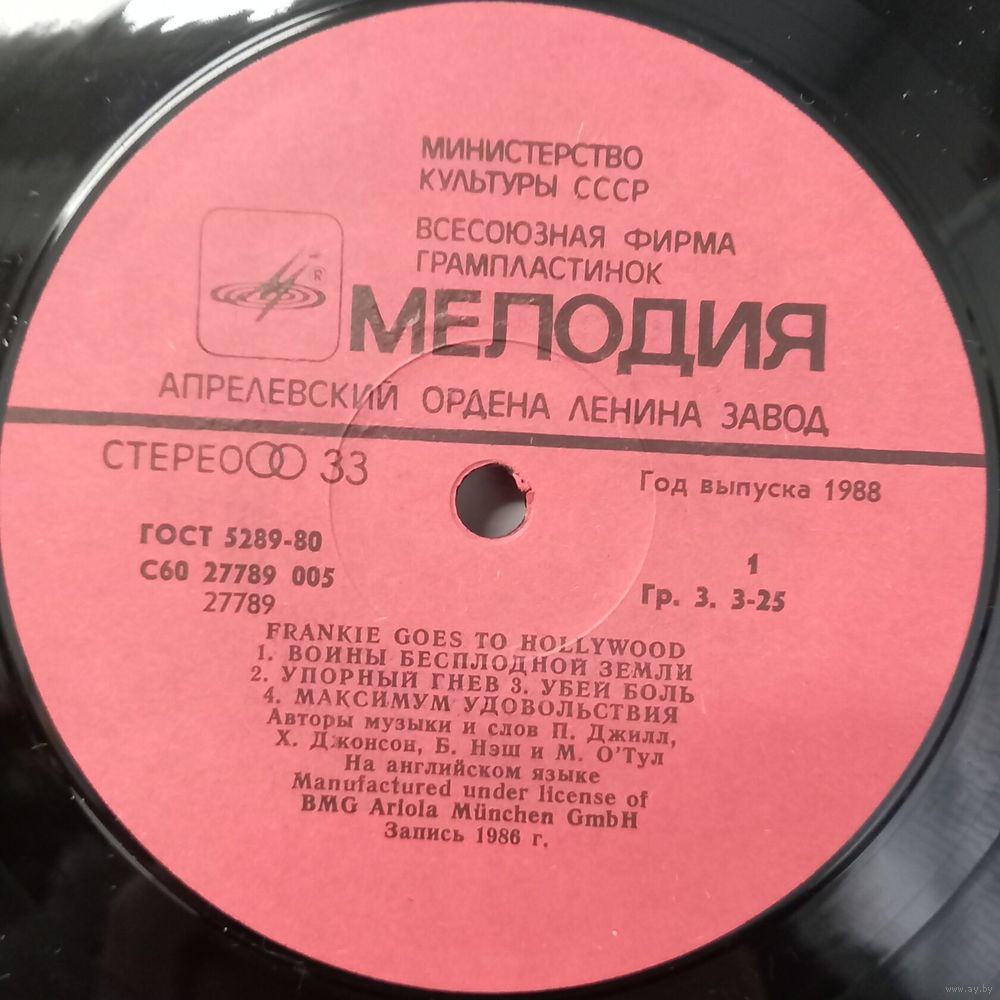 МИНИСТЕРСТВО
КУЛЬТУРЫ СССР
ВСЕСОЮЗНАЯ ФИРМА
ГРАМПЛАСТИНОК
®
МЕЛОДИЯ
АПРЕЛЕВСКИЙ ОРДЕНА ЛЕНИНА ЗАВОД
СТЕРЕО 33
Год выпуска 1988
ГОСТ 5289-80
С60 27789 005
27789
1
Гр. 3. 3-25
FRANKIE GOES TO HOLLYWOOD
1. ВОИНЫ БЕСПЛОДНОЙ ЗЕМЛИ
2. УПОРНЫЙ ГНЕВ 3. УБЕЙ БОЛЬ
4. МАКСИМУМ УДОВОЛЬСТВИЯ
Авторы музыки и слов П. Джилл,
Х. Джонсон, Б. Нэш и М. О'Тул
На английском языке
Manufactured under license of
BMG Ariola München GmbH
Запись 1986 г.
www.ay.by